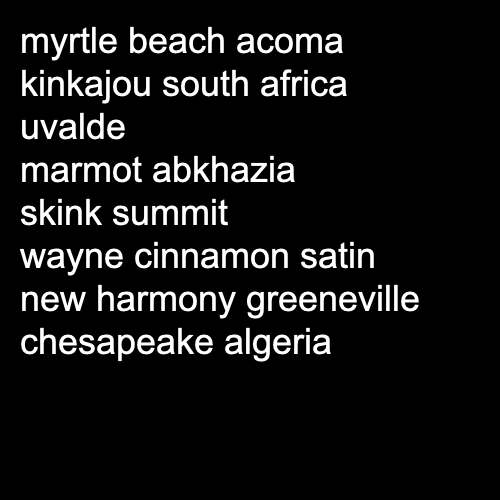 myrtle beach acoma
kinkajou south africa
uvalde
marmot abkhazia
skink summit
wayne cinnamon satin
new harmony greeneville
chesapeake algeria